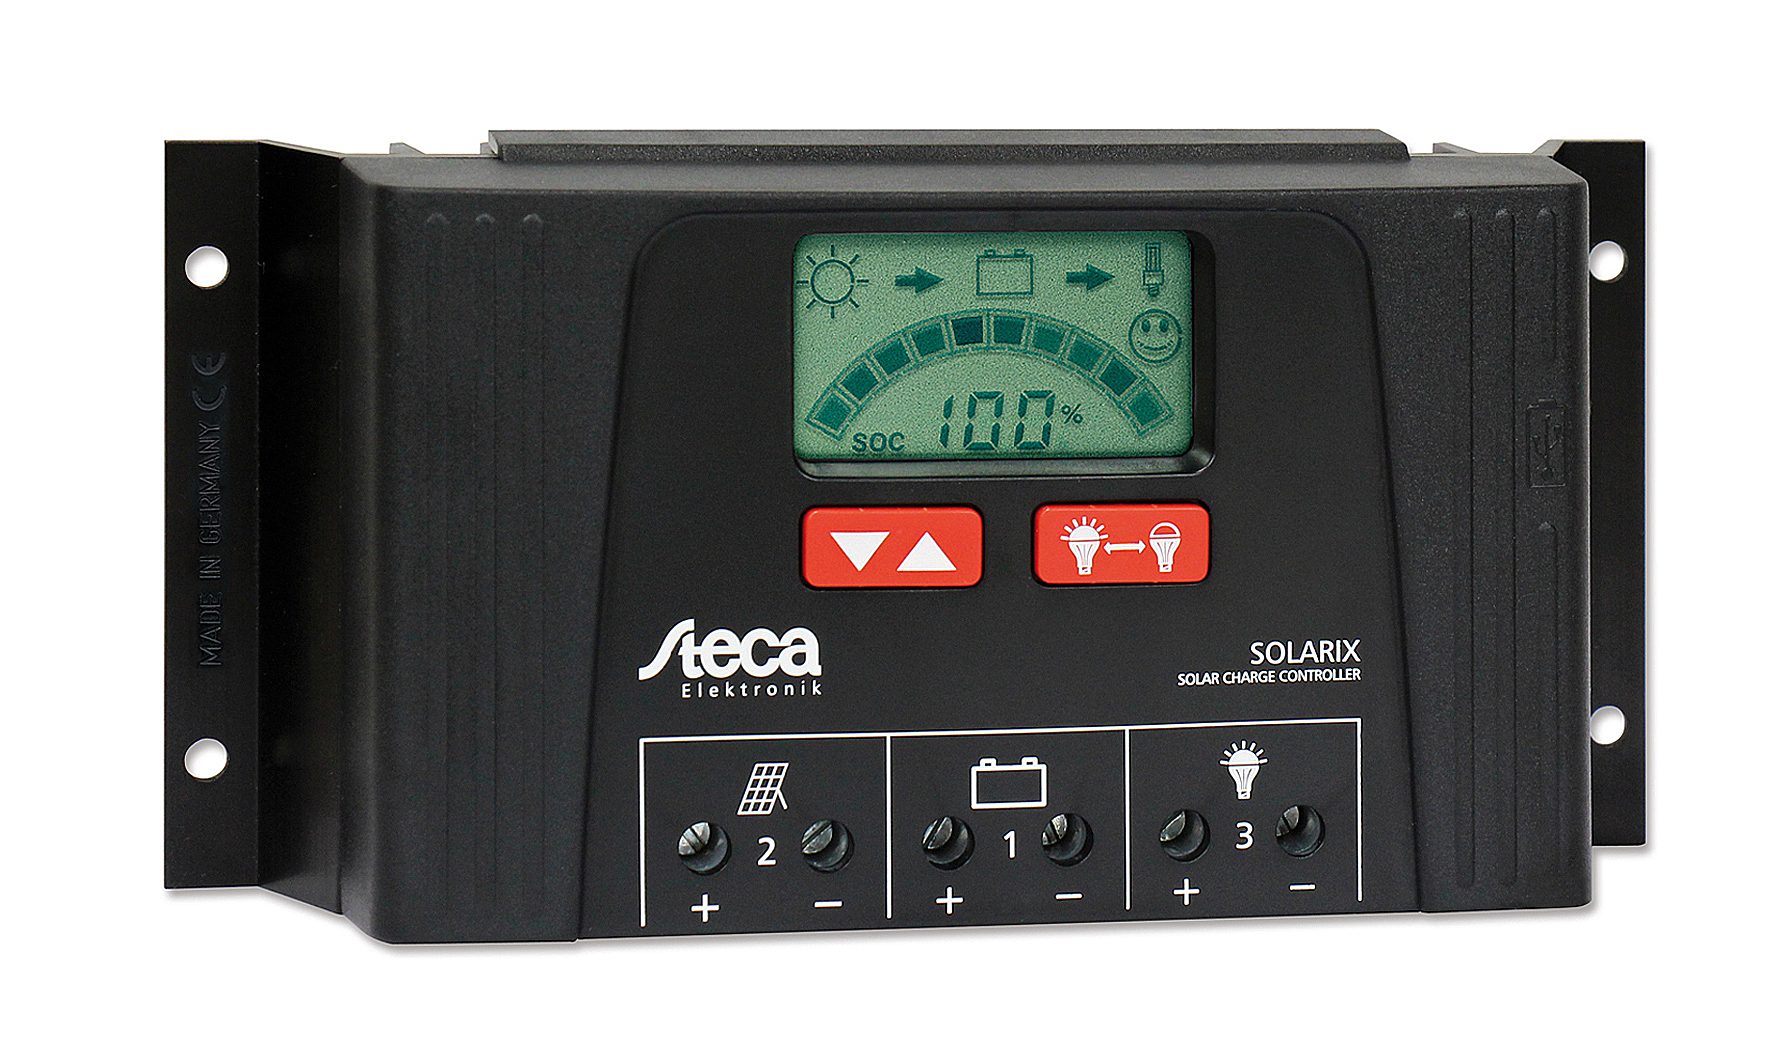 SOC 100%
Steca
Elektronik
SOLARIX
SOLAR CHARGE CONTROLLER
2
1
3
+ −
+ −
+ −
MADE IN GERMANY CE